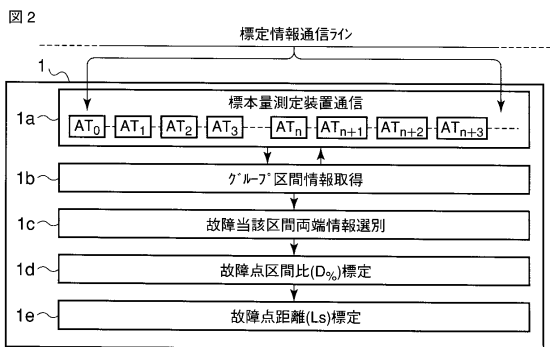 図2
標定情報通信ライン
1
1a
標本量測定装置通信
AT0 AT1 AT2 AT3 ATn ATn+1 ATn+2 ATn+3
1b
グループ区間情報取得
1c
故障当該区間両端情報選別
1d
故障点区間比(D%)標定
1e
故障点距離(Ls)標定